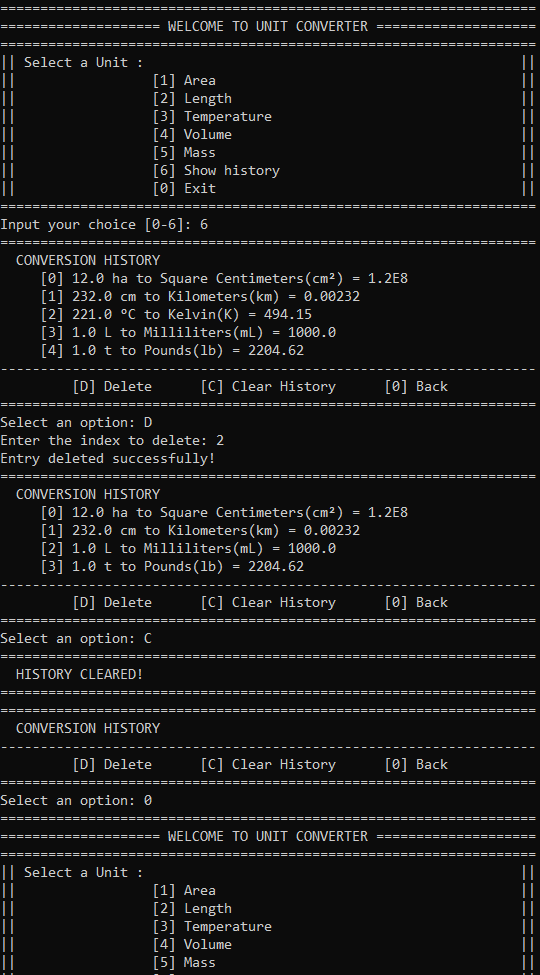 ===================================================================
==================== WELCOME TO UNIT CONVERTER ====================
===================================================================
|| Select a Unit :                                               ||
||                 [1] Area                                      ||
||                 [2] Length                                    ||
||                 [3] Temperature                               ||
||                 [4] Volume                                    ||
||                 [5] Mass                                      ||
||                 [6] Show history                              ||
||                 [0] Exit                                      ||
===================================================================
Input your choice [0-6]: 6
===================================================================
  CONVERSION HISTORY
     [0] 12.0 ha to Square Centimeters(cm²) = 1.2E8
     [1] 232.0 cm to Kilometers(km) = 0.00232
     [2] 221.0 ºC to Kelvin(K) = 494.15
     [3] 1.0 L to Milliliters(mL) = 1000.0
     [4] 1.0 t to Pounds(lb) = 2204.62
-------------------------------------------------------------------
         [D] Delete      [C] Clear History      [0] Back
===================================================================
Select an option: D
Enter the index to delete: 2
Entry deleted successfully!
===================================================================
  CONVERSION HISTORY
     [0] 12.0 ha to Square Centimeters(cm²) = 1.2E8
     [1] 232.0 cm to Kilometers(km) = 0.00232
     [2] 1.0 L to Milliliters(mL) = 1000.0
     [3] 1.0 t to Pounds(lb) = 2204.62
-------------------------------------------------------------------
         [D] Delete      [C] Clear History      [0] Back
===================================================================
Select an option: C
===================================================================
  HISTORY CLEARED!
===================================================================
===================================================================
  CONVERSION HISTORY
-------------------------------------------------------------------
         [D] Delete      [C] Clear History      [0] Back
===================================================================
Select an option: 0
===================================================================
==================== WELCOME TO UNIT CONVERTER ====================
===================================================================
|| Select a Unit :                                               ||
||                 [1] Area                                      ||
||                 [2] Length                                    ||
||                 [3] Temperature                               ||
||                 [4] Volume                                    ||
||                 [5] Mass                                      ||